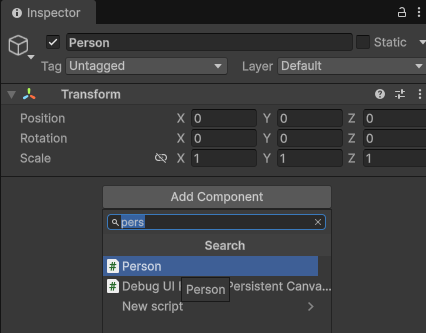 Inspector
Person
Static
Tag Untagged Layer Default
Transform
Position X 0 Y 0 Z 0
Rotation X 0 Y 0 Z 0
Scale X 1 Y 1 Z 1
Add Component
pers
Search
# Person
# Debug UI Persistent Canva...
Person
New script